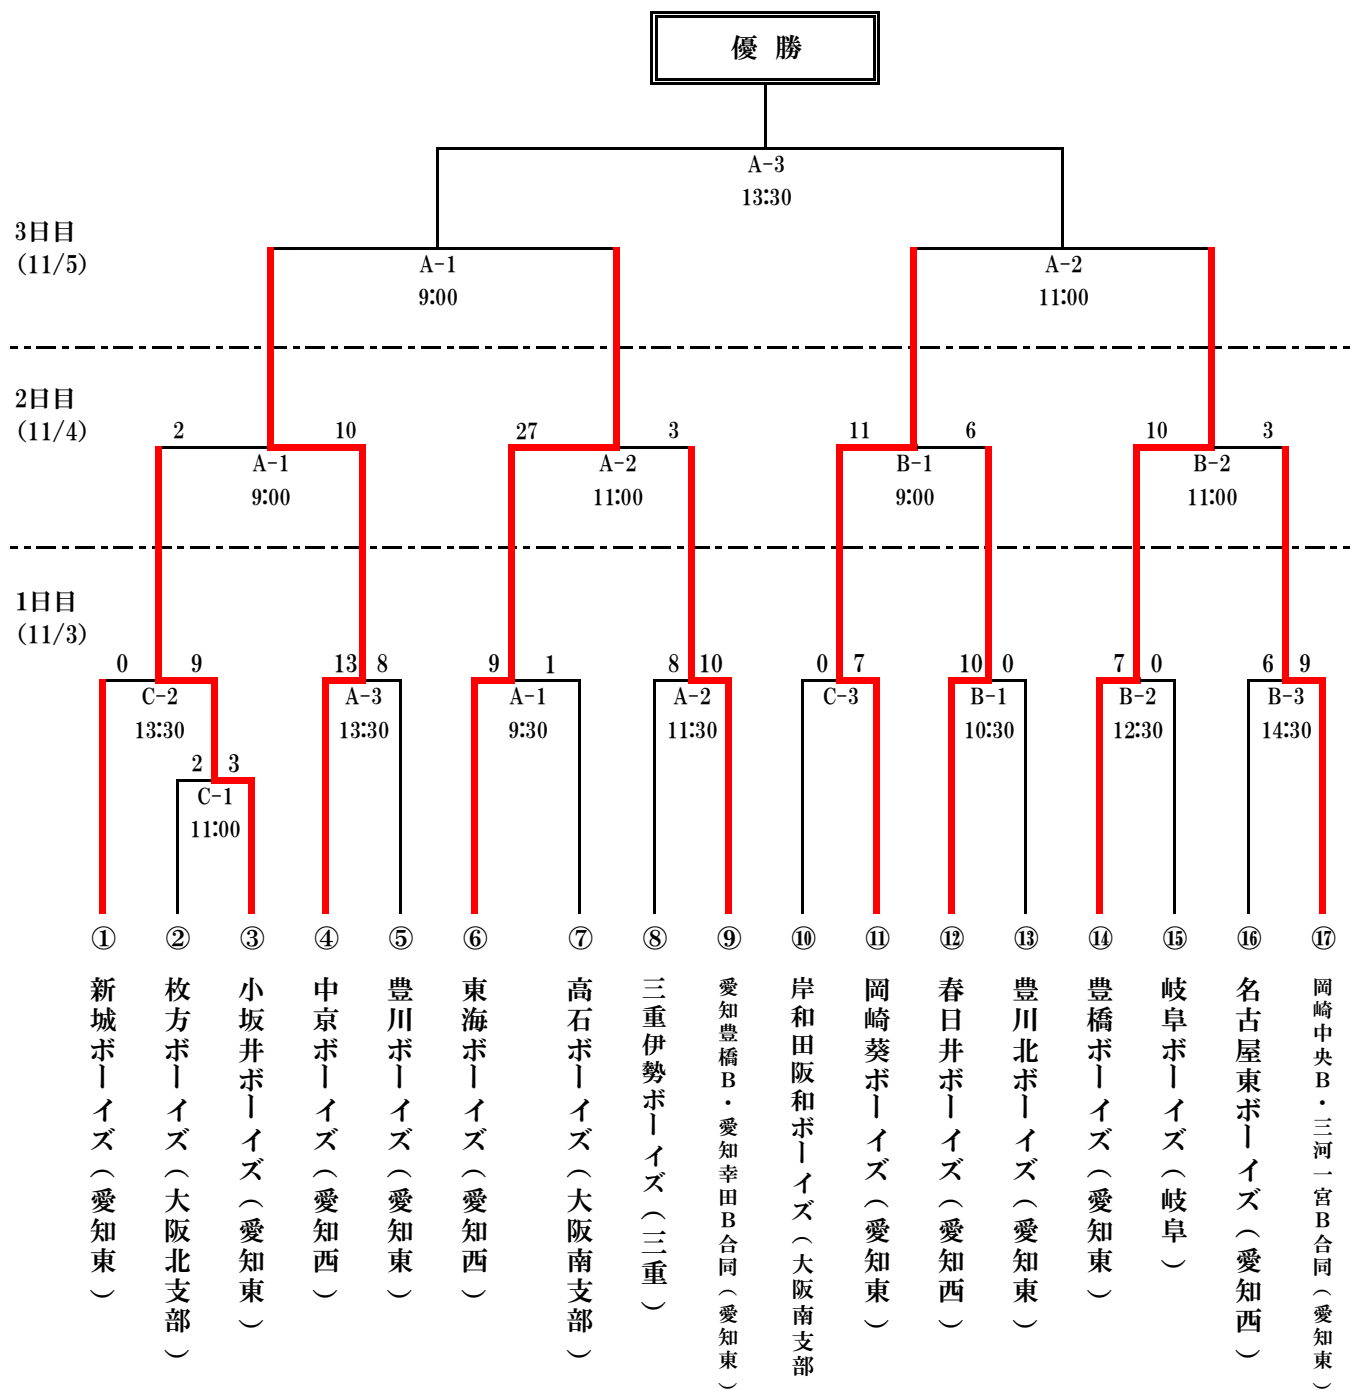 優 勝
A-3
13:30
3日目
(11/5)
A-1
9:00
A-2
11:00
2日目
(11/4)
2 10
27 3
11 6
10 3
A-1
9:00
A-2
11:00
B-1
9:00
B-2
11:00
1日目
(11/3)
0 9
13 8
9 1
8 10
0 7
10 0
7 0
6 9
C-2
13:30
A-3
13:30
A-1
9:30
A-2
11:30
C-3
B-1
10:30
B-2
12:30
B-3
14:30
2 3
C-1
11:00
① 新城ボーイズ(愛知東)
② 枚方ボーイズ(大阪北支部)
③ 小坂井ボーイズ(愛知東)
④ 中京ボーイズ(愛知西)
⑤ 豊川ボーイズ(愛知東)
⑥ 東海ボーイズ(愛知西)
⑦ 高石ボーイズ(大阪南支部)
⑧ 三重伊勢ボーイズ(三重)
⑨ 愛知豊橋B・愛知幸田B合同(愛知東)
⑩ 岸和田阪和ボーイズ(大阪南支部
⑪ 岡崎葵ボーイズ(愛知東)
⑫ 春日井ボーイズ(愛知西)
⑬ 豊川北ボーイズ(愛知東)
⑭ 豊橋ボーイズ(愛知東)
⑮ 岐阜ボーイズ(岐阜)
⑯ 名古屋東ボーイズ(愛知西)
⑰ 岡崎中央B・三河一宮B合同(愛知東)